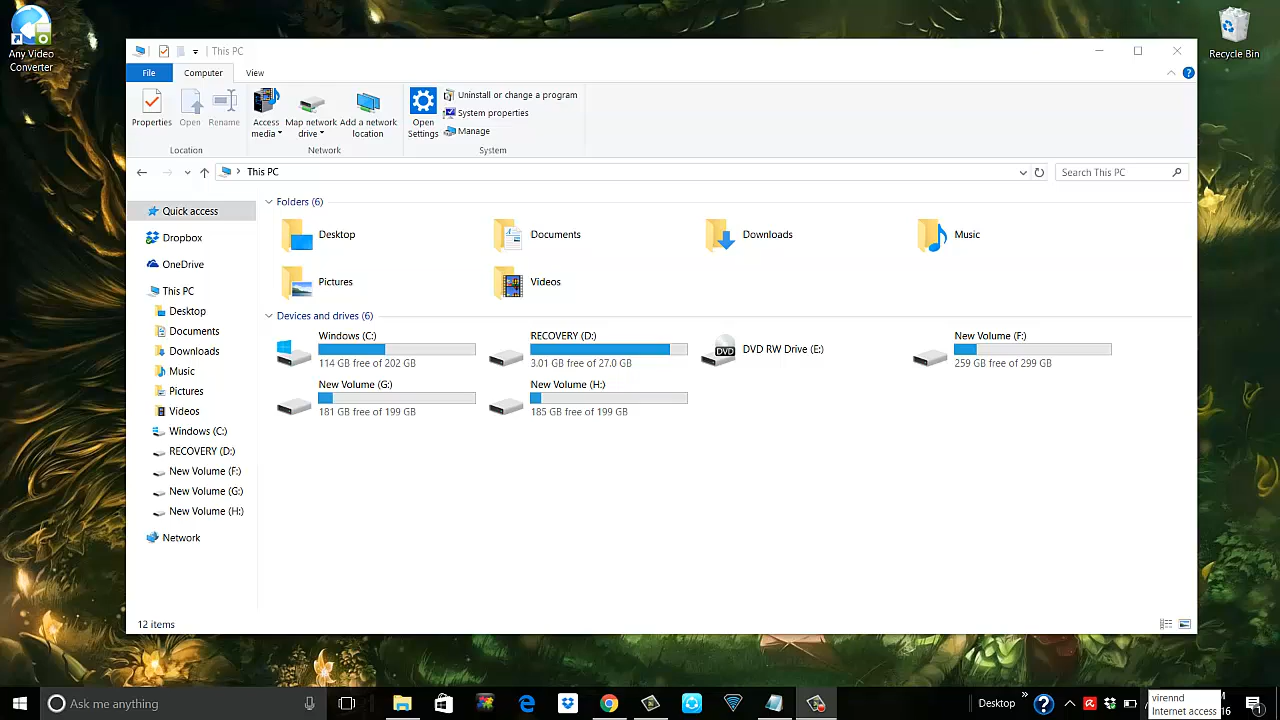 Any Video
Converter
Recycle Bin
This PC
File
Computer
View
Properties
Open
Rename
Access
media
Map network
drive
Add a network
location
Open
Settings
Uninstall or change a program
System properties
Manage
Location
Network
System
This PC
Search This PC
Quick access
Dropbox
OneDrive
This PC
Desktop
Documents
Downloads
Music
Pictures
Videos
Windows (C:)
RECOVERY (D:)
New Volume (F:)
New Volume (G:)
New Volume (H:)
Network
Folders (6)
Desktop
Documents
Downloads
Music
Pictures
Videos
Devices and drives (6)
Windows (C:)
114 GB free of 202 GB
RECOVERY (D:)
3.01 GB free of 27.0 GB
DVD
DVD RW Drive (E:)
New Volume (F:)
259 GB free of 299 GB
New Volume (G:)
181 GB free of 199 GB
New Volume (H:)
185 GB free of 199 GB
12 items
Ask me anything
Desktop
virennd
Internet access
16
1